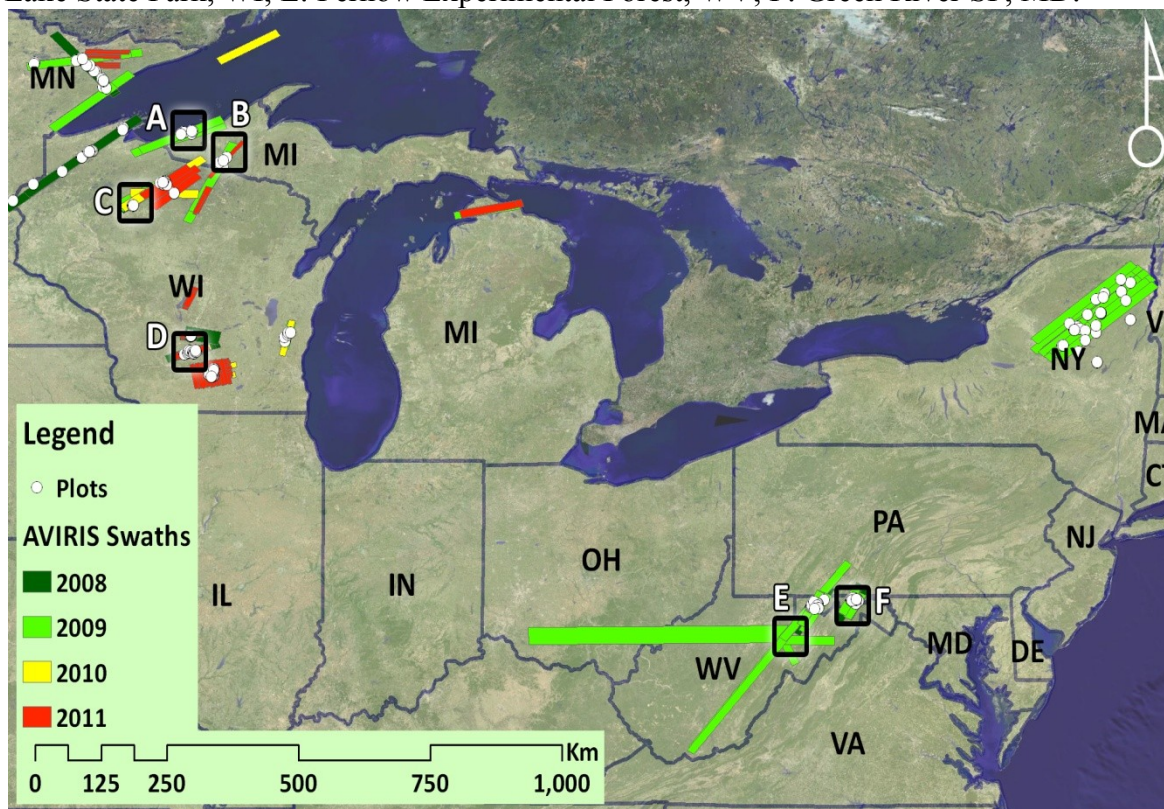 Lake State Park, WI; E: Fernow Experimental Forest, WV; F: Green River SF, MD.
MN
A
B
MI
C
WI
D
MI
NY
V
MA
CT
Legend
Plots
AVIRIS Swaths
2008
2009
2010
2011
IL
IN
OH
PA
NJ
E
F
MD
DE
WV
VA
0 125 250 500 750 1,000
Km